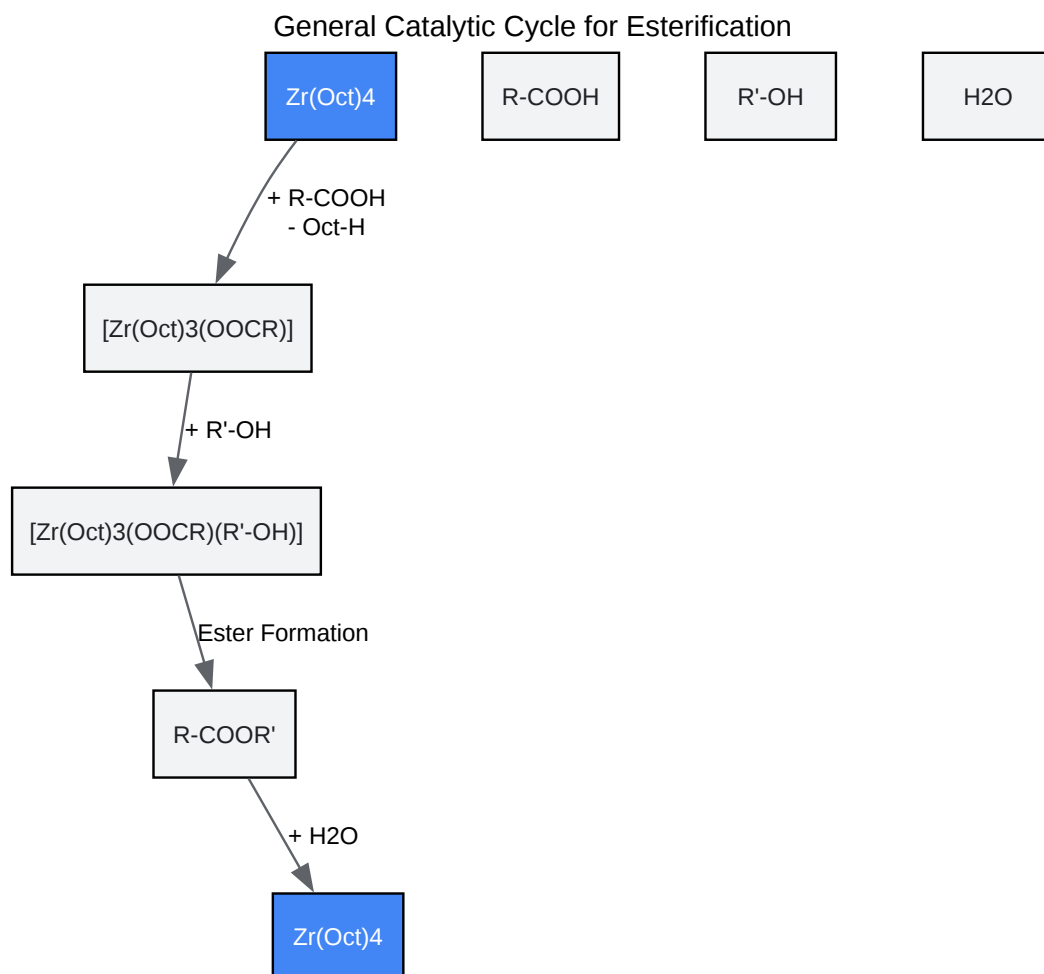 General Catalytic Cycle for Esterification
Zr(Oct)4
R-COOH
R'-OH
H2O
+ R-COOH
- Oct-H
[Zr(Oct)3(OOCR)]
+ R'-OH
[Zr(Oct)3(OOCR)(R'-OH)]
Ester Formation
R-COOR'
+ H2O
Zr(Oct)4